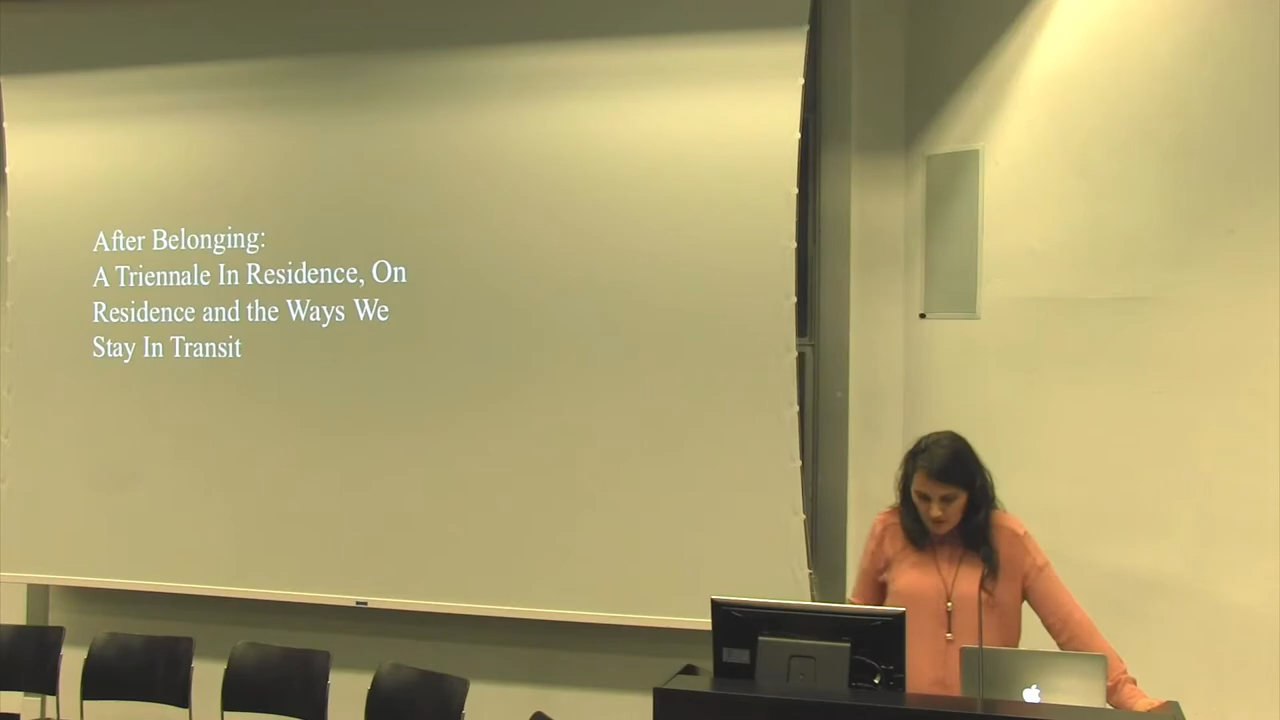 After Belonging:
A Triennale In Residence, On
Residence and the Ways We
Stay In Transit